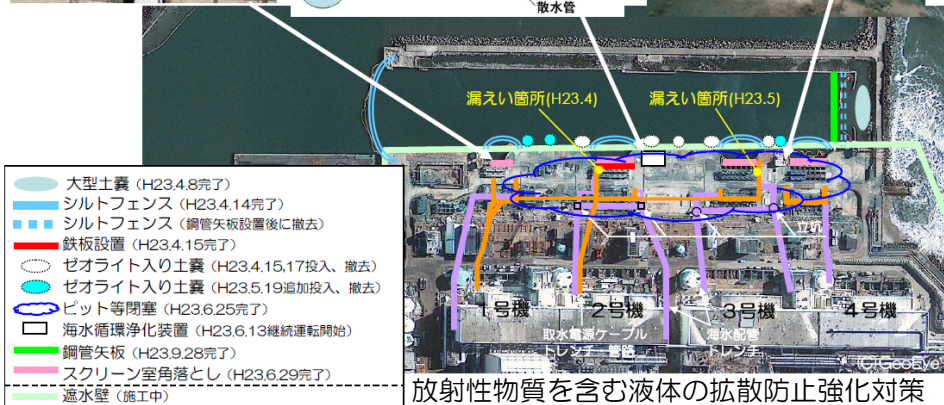 散水管
漏えい箇所(H23.4)
漏えい箇所(H23.5)
大型土嚢（H23.4.8完了）
シルトフェンス（H23.4.14完了）
シルトフェンス（鋼管矢板設置後に撤去）
鉄板設置（H23.4.15完了）
ゼオライト入り土嚢（H23.4.15,17投入、撤去）
ゼオライト入り土嚢（H23.5.19追加投入、撤去）
ピット等閉塞（H23.6.25完了）
海水循環浄化装置（H23.6.13継続運転開始）
鋼管矢板（H23.9.28完了）
スクリーン室角落とし（H23.6.29完了）
遮水壁（施工中）
立坑
1号機
2号機
3号機
4号機
取水電源ケーブル
トレンチ 管路
海水配管
トレンチ
(C)GeoEye
放射性物質を含む液体の拡散防止強化対策